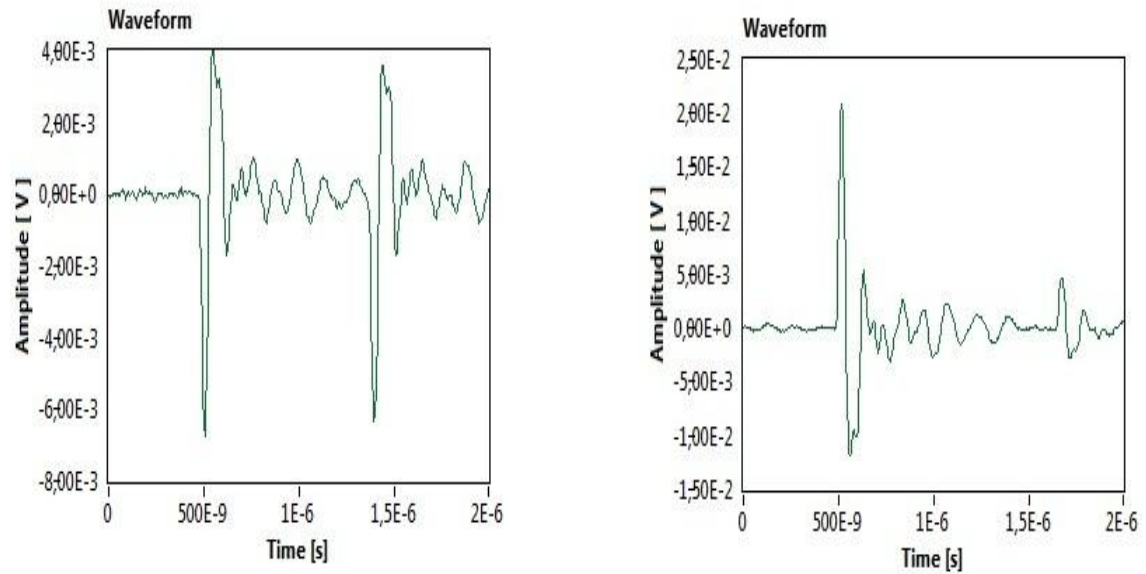 Waveform
4,00E-3
2,00E-3
0,00E+0
-2,00E-3
-4,00E-3
-6,00E-3
-8,00E-3
Amplitude [ V ]
0
500E-9
1E-6
1,5E-6
2E-6
Time [s]
Waveform
2,50E-2
2,00E-2
1,50E-2
1,00E-2
5,00E-3
0,00E+0
-5,00E-3
-1,00E-2
-1,50E-2
Amplitude [ V ]
0
500E-9
1E-6
1,5E-6
2E-6
Time [s]